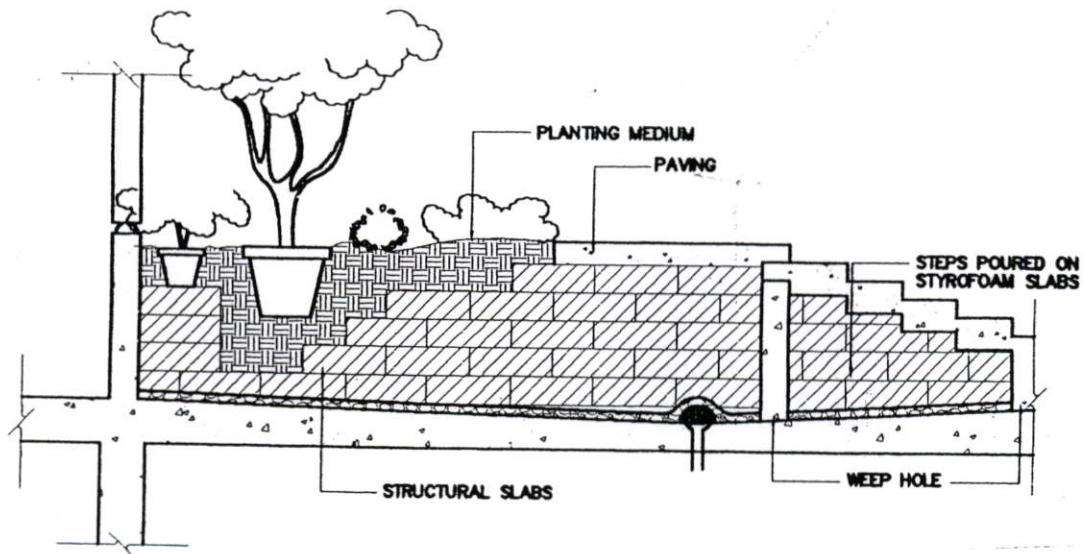 PLANTING MEDIUM
PAVING
STEPS POURED ON
STYROFOAM SLABS
WEEP HOLE
STRUCTURAL SLABS